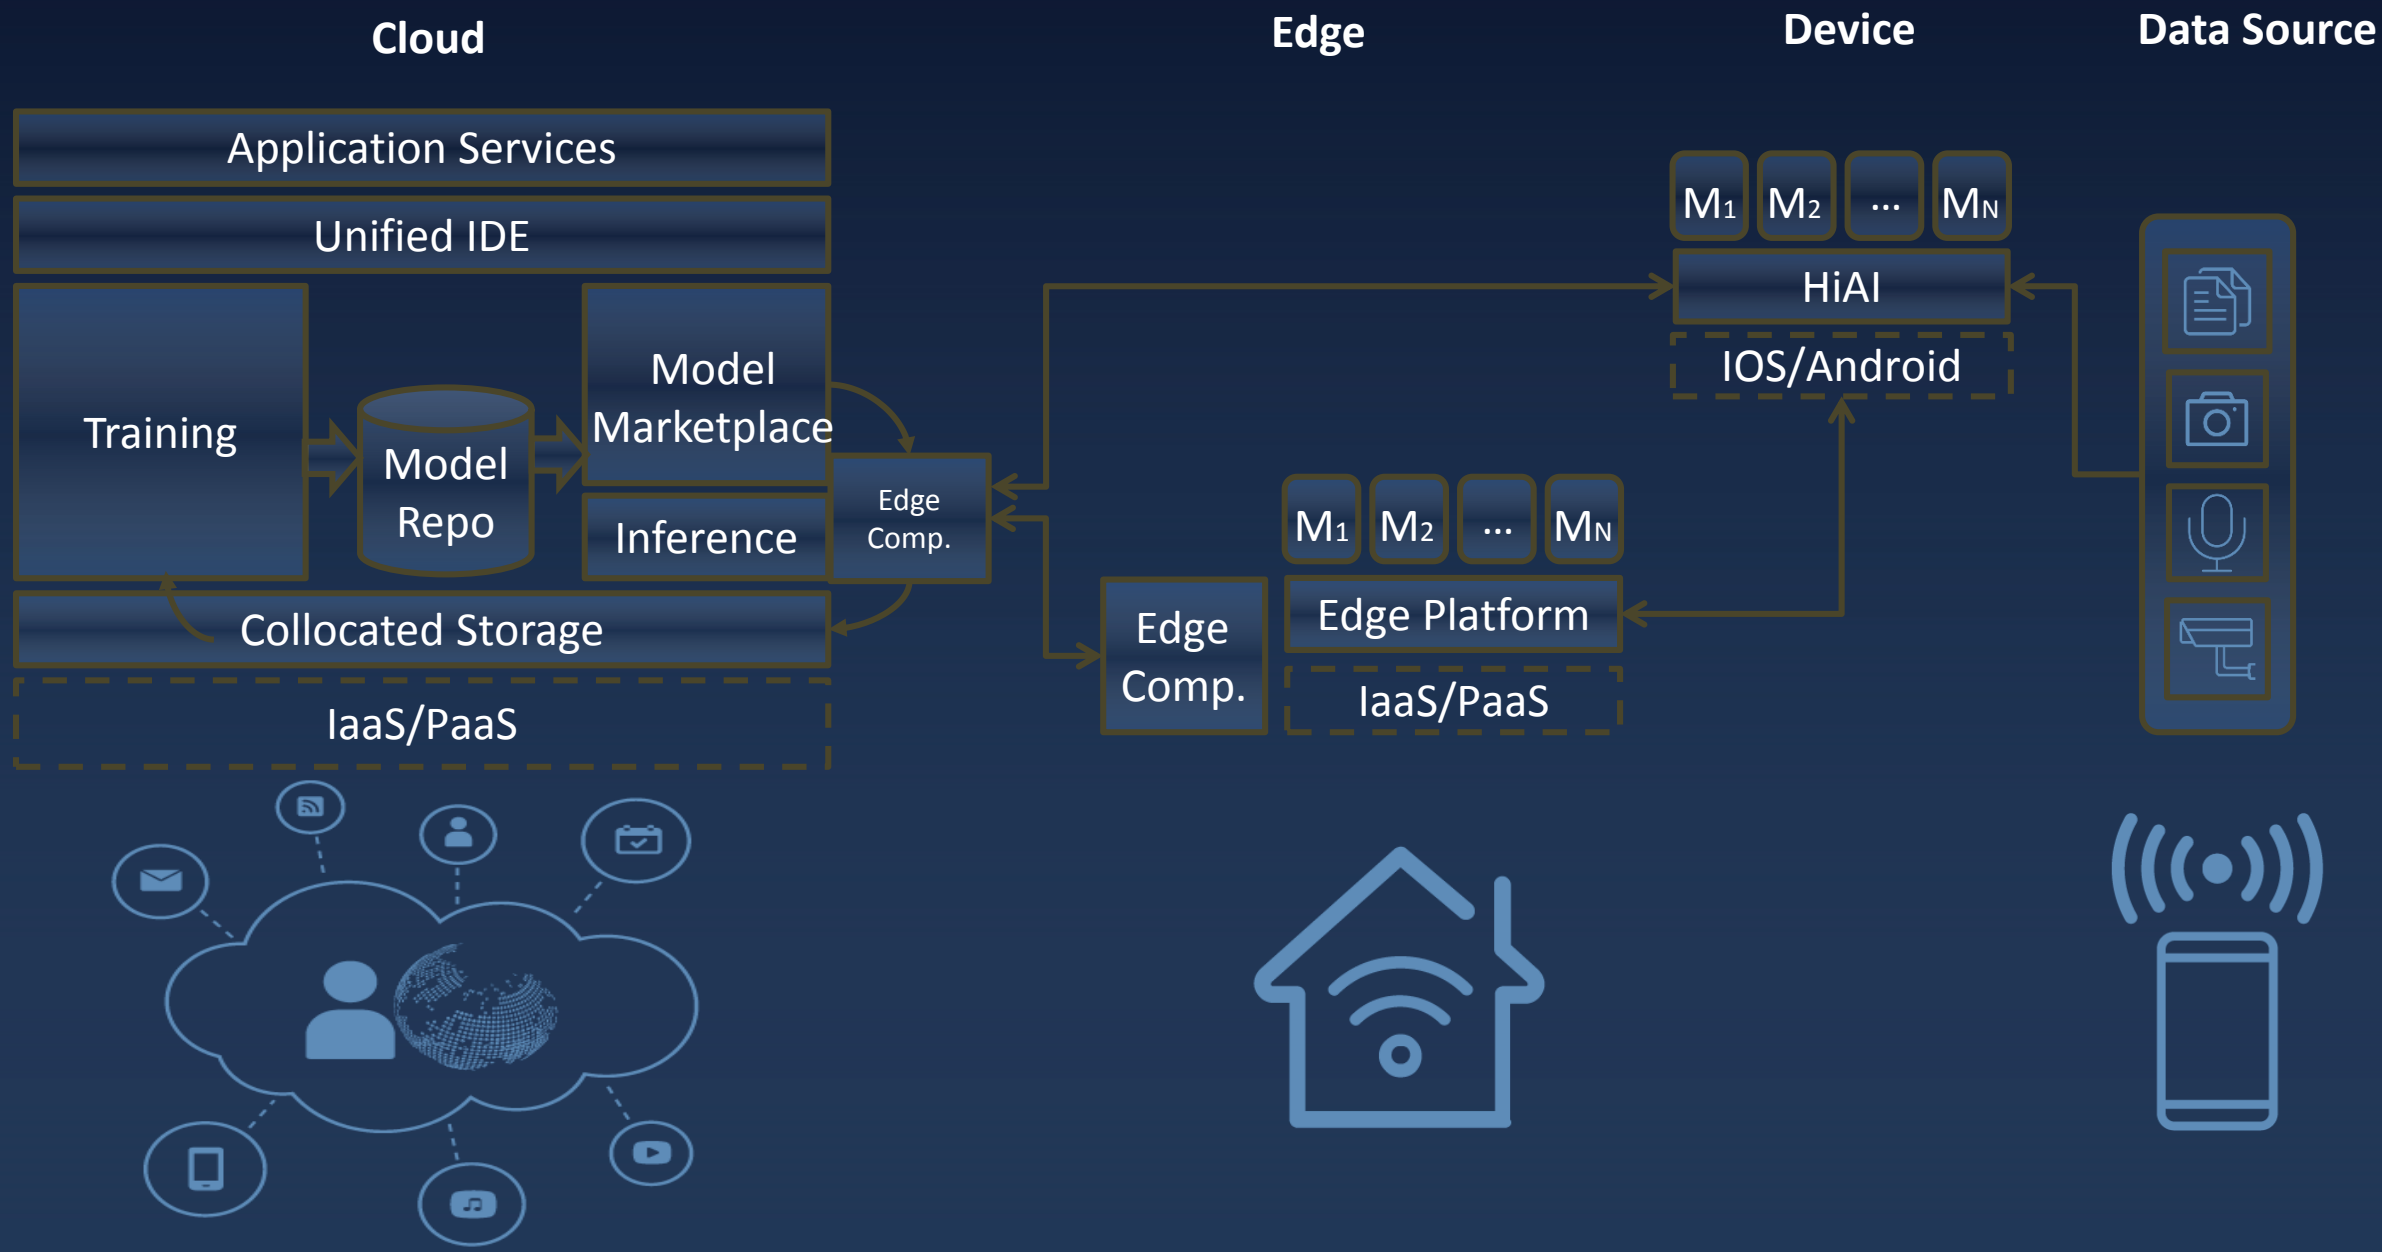 Cloud
Edge
Device
Data Source
Application Services
Unified IDE
Training
Model
Repo
Model
Marketplace
Inference
Edge
Comp.
Collocated Storage
IaaS/PaaS
M1
M2
...
MN
Edge
Comp.
Edge Platform
IaaS/PaaS
M1
M2
...
MN
HiAI
IOS/Android